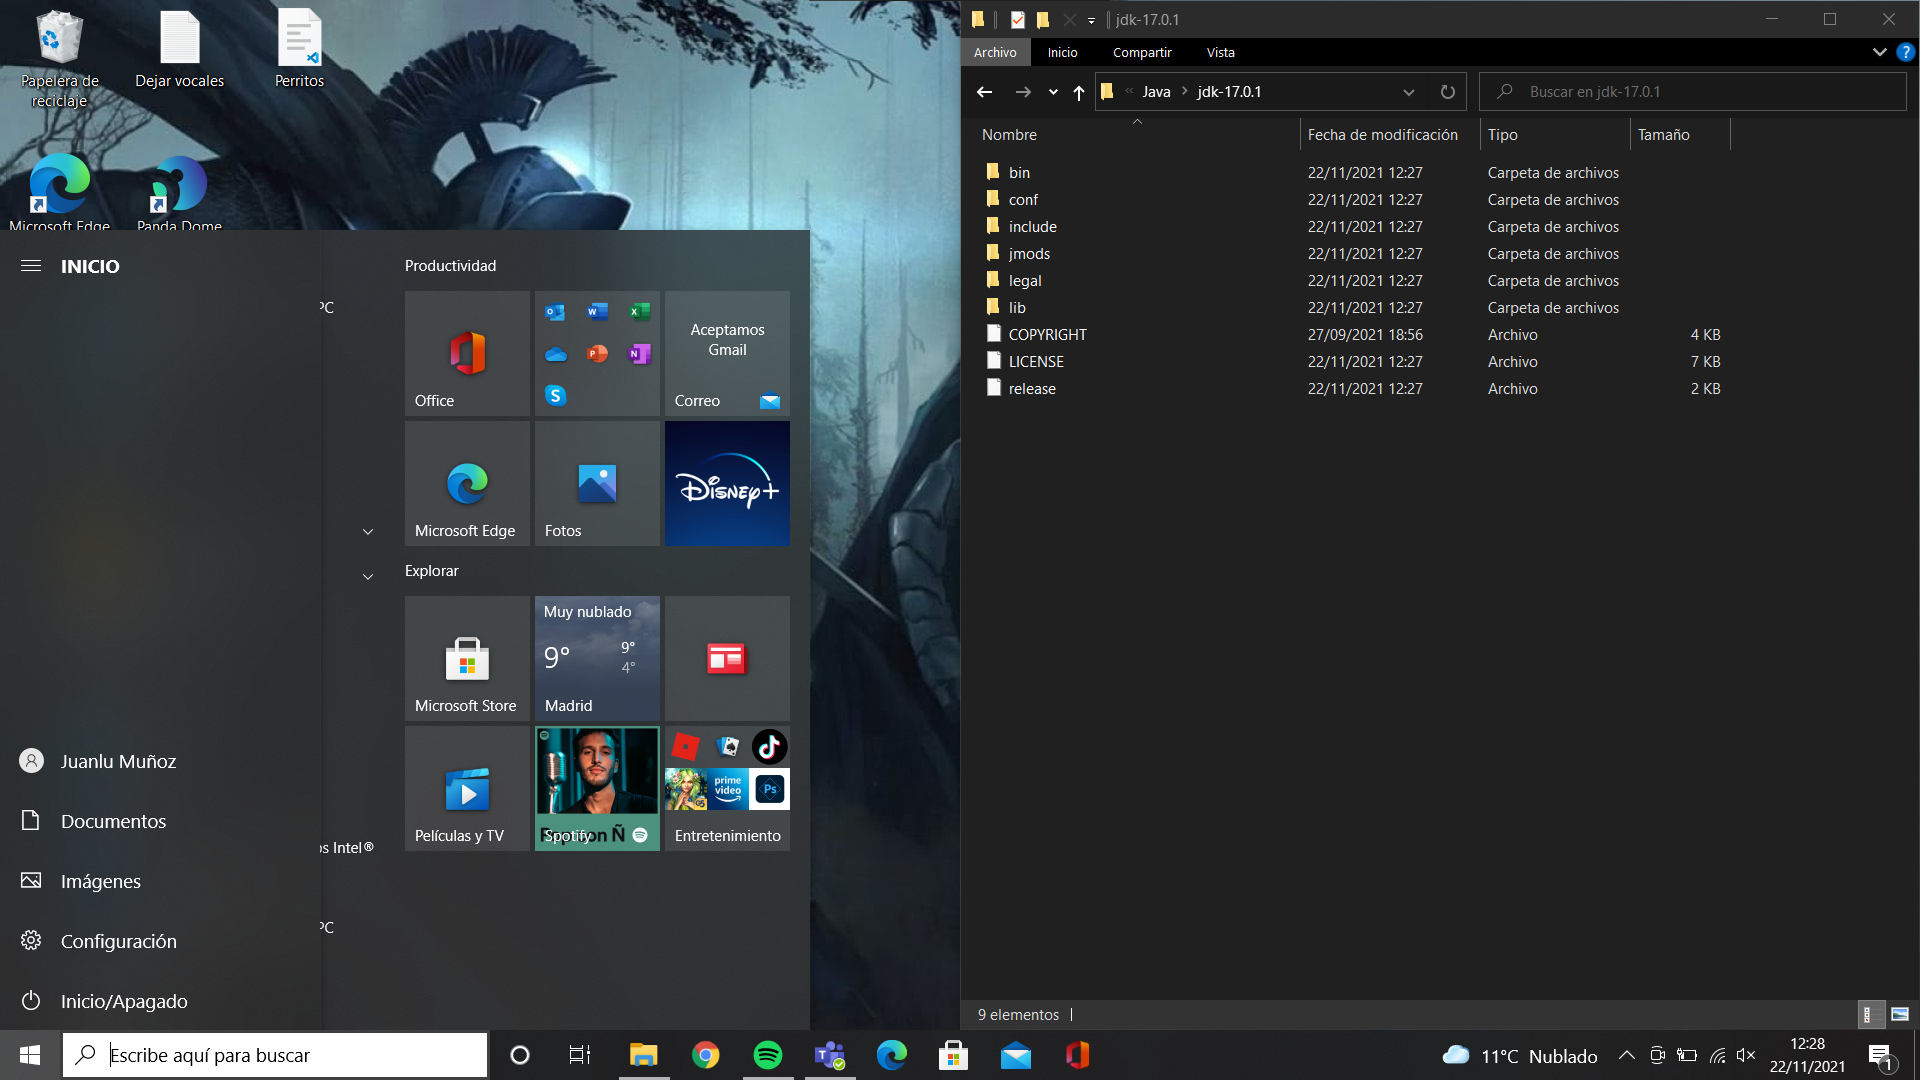 Papelera de
reciclaje
Dejar vocales
Perritos
Microsoft Edge
Panda Dome
INICIO
PC
os Intel®
PC
Juanlu Muñoz
Documentos
Imágenes
Configuración
Inicio/Apagado
Productividad
Office
Aceptamos
Gmail
Correo
Microsoft Edge
Fotos
Disney+
Explorar
Microsoft Store
Muy nublado
9°
9°
4°
Madrid
Películas y TV
Spotify
prime
video
Ps
Entretenimiento
jdk-17.0.1
Archivo Inicio Compartir Vista
« Java > jdk-17.0.1
Buscar en jdk-17.0.1
Nombre Fecha de modificación Tipo Tamaño
bin 22/11/2021 12:27 Carpeta de archivos
conf 22/11/2021 12:27 Carpeta de archivos
include 22/11/2021 12:27 Carpeta de archivos
jmods 22/11/2021 12:27 Carpeta de archivos
legal 22/11/2021 12:27 Carpeta de archivos
lib 22/11/2021 12:27 Carpeta de archivos
COPYRIGHT 27/09/2021 18:56 Archivo 4 KB
LICENSE 22/11/2021 12:27 Archivo 7 KB
release 22/11/2021 12:27 Archivo 2 KB
9 elementos
Escribe aquí para buscar
11°C Nublado
12:28
22/11/2021
1